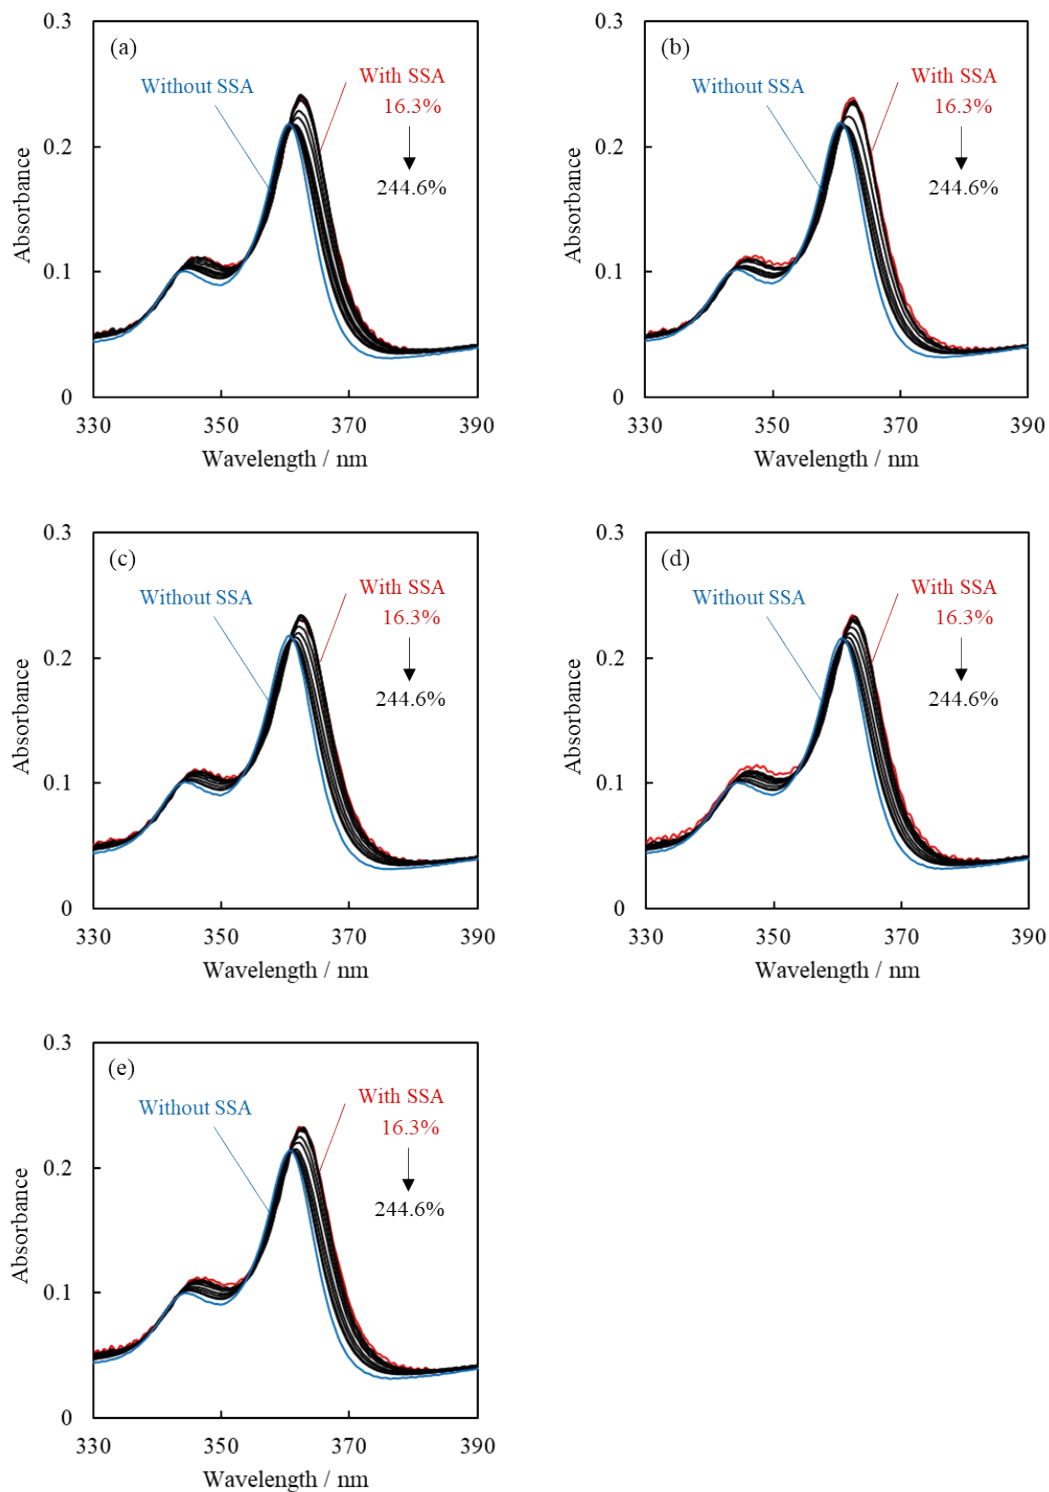 (a)
Without SSA
With SSA
16.3%
244.6%
0.3
0.2
0.1
0
Absorbance
330 350 370 390
Wavelength / nm
(b)
Without SSA
With SSA
16.3%
244.6%
0.3
0.2
0.1
0
Absorbance
330 350 370 390
Wavelength / nm
(c)
Without SSA
With SSA
16.3%
244.6%
0.3
0.2
0.1
0
Absorbance
330 350 370 390
Wavelength / nm
(d)
Without SSA
With SSA
16.3%
244.6%
0.3
0.2
0.1
0
Absorbance
330 350 370 390
Wavelength / nm
(e)
Without SSA
With SSA
16.3%
244.6%
0.3
0.2
0.1
0
Absorbance
330 350 370 390
Wavelength / nm